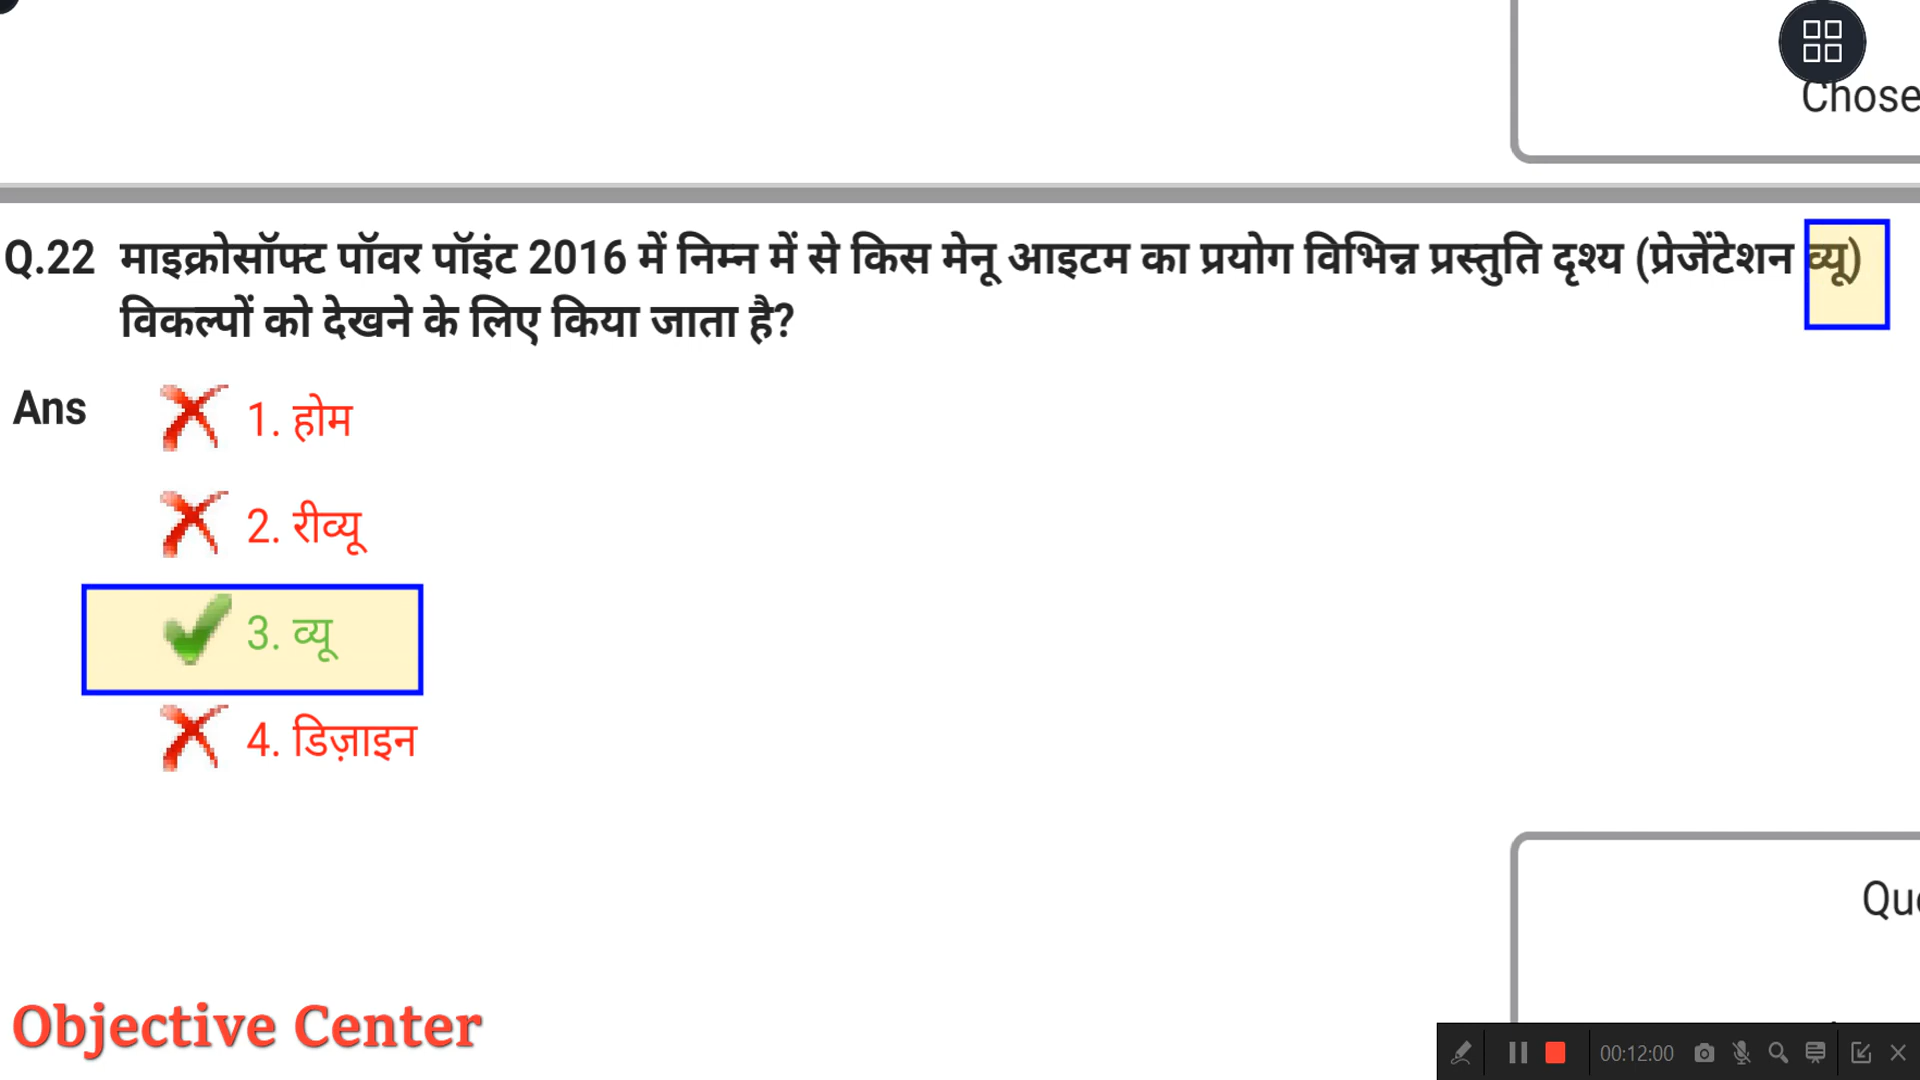 Chose
Q.22 माइक्रोसॉफ्ट पॉवर पॉइंट 2016 में निम्न में से किस मेनू आइटम का प्रयोग विभिन्न प्रस्तुति दृश्य (प्रेजेंटेशन व्यू)
विकल्पों को देखने के लिए किया जाता है?
Ans
1. होम
2. रीव्यू
3. व्यू
4. डिज़ाइन
Objective Center
00:12:00